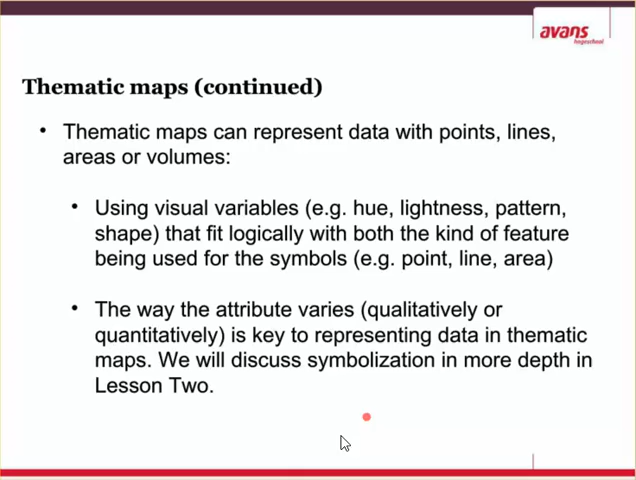 avans
hogeschool
Thematic maps (continued)
• Thematic maps can represent data with points, lines,
areas or volumes:
• Using visual variables (e.g. hue, lightness, pattern,
shape) that fit logically with both the kind of feature
being used for the symbols (e.g. point, line, area)
• The way the attribute varies (qualitatively or
quantitatively) is key to representing data in thematic
maps. We will discuss symbolization in more depth in
Lesson Two.